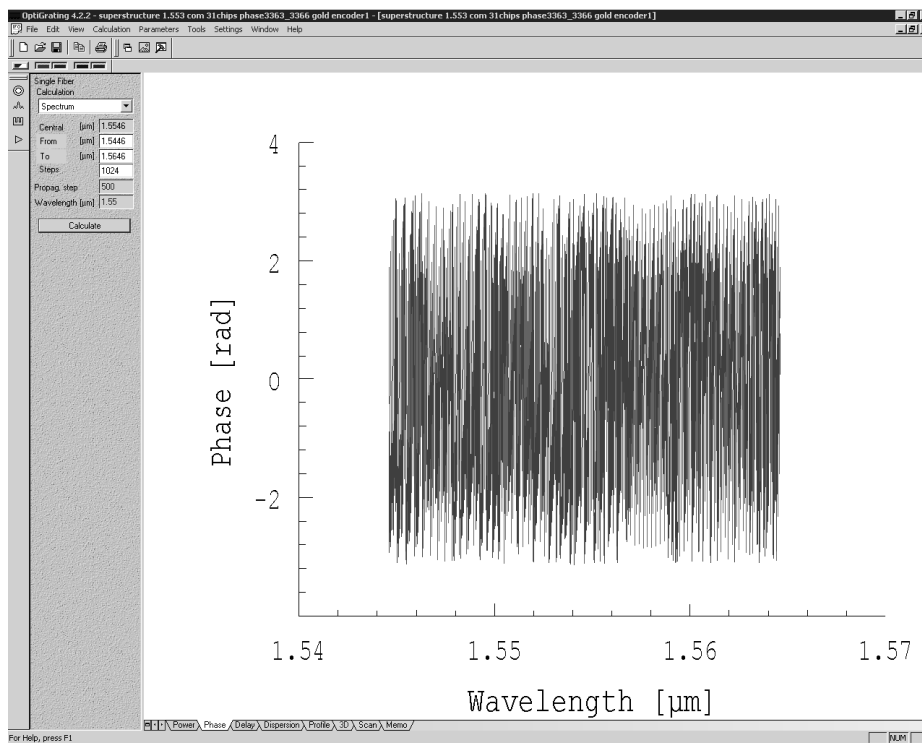 OptiGrating 4.2.2 - superstructure 1.553 com 31chips phase3363_3366 gold encoder1 - [superstructure 1.553 com 31chips phase3363_3366 gold encoder1]
File Edit View Calculation Parameters Tools Settings Window Help
Single Fiber
Calculation
Spectrum
Central [µm] 1.5546
From [µm] 1.5446
To [µm] 1.5646
Steps 1024
Propag. step 500
Wavelength [µm] 1.55
Calculate
4
2
0
-2
Phase [rad]
1.54 1.55 1.56 1.57
Wavelength [µm]
Power Phase Delay Dispersion Profile 3D Scan Memo
For Help, press F1
NUM